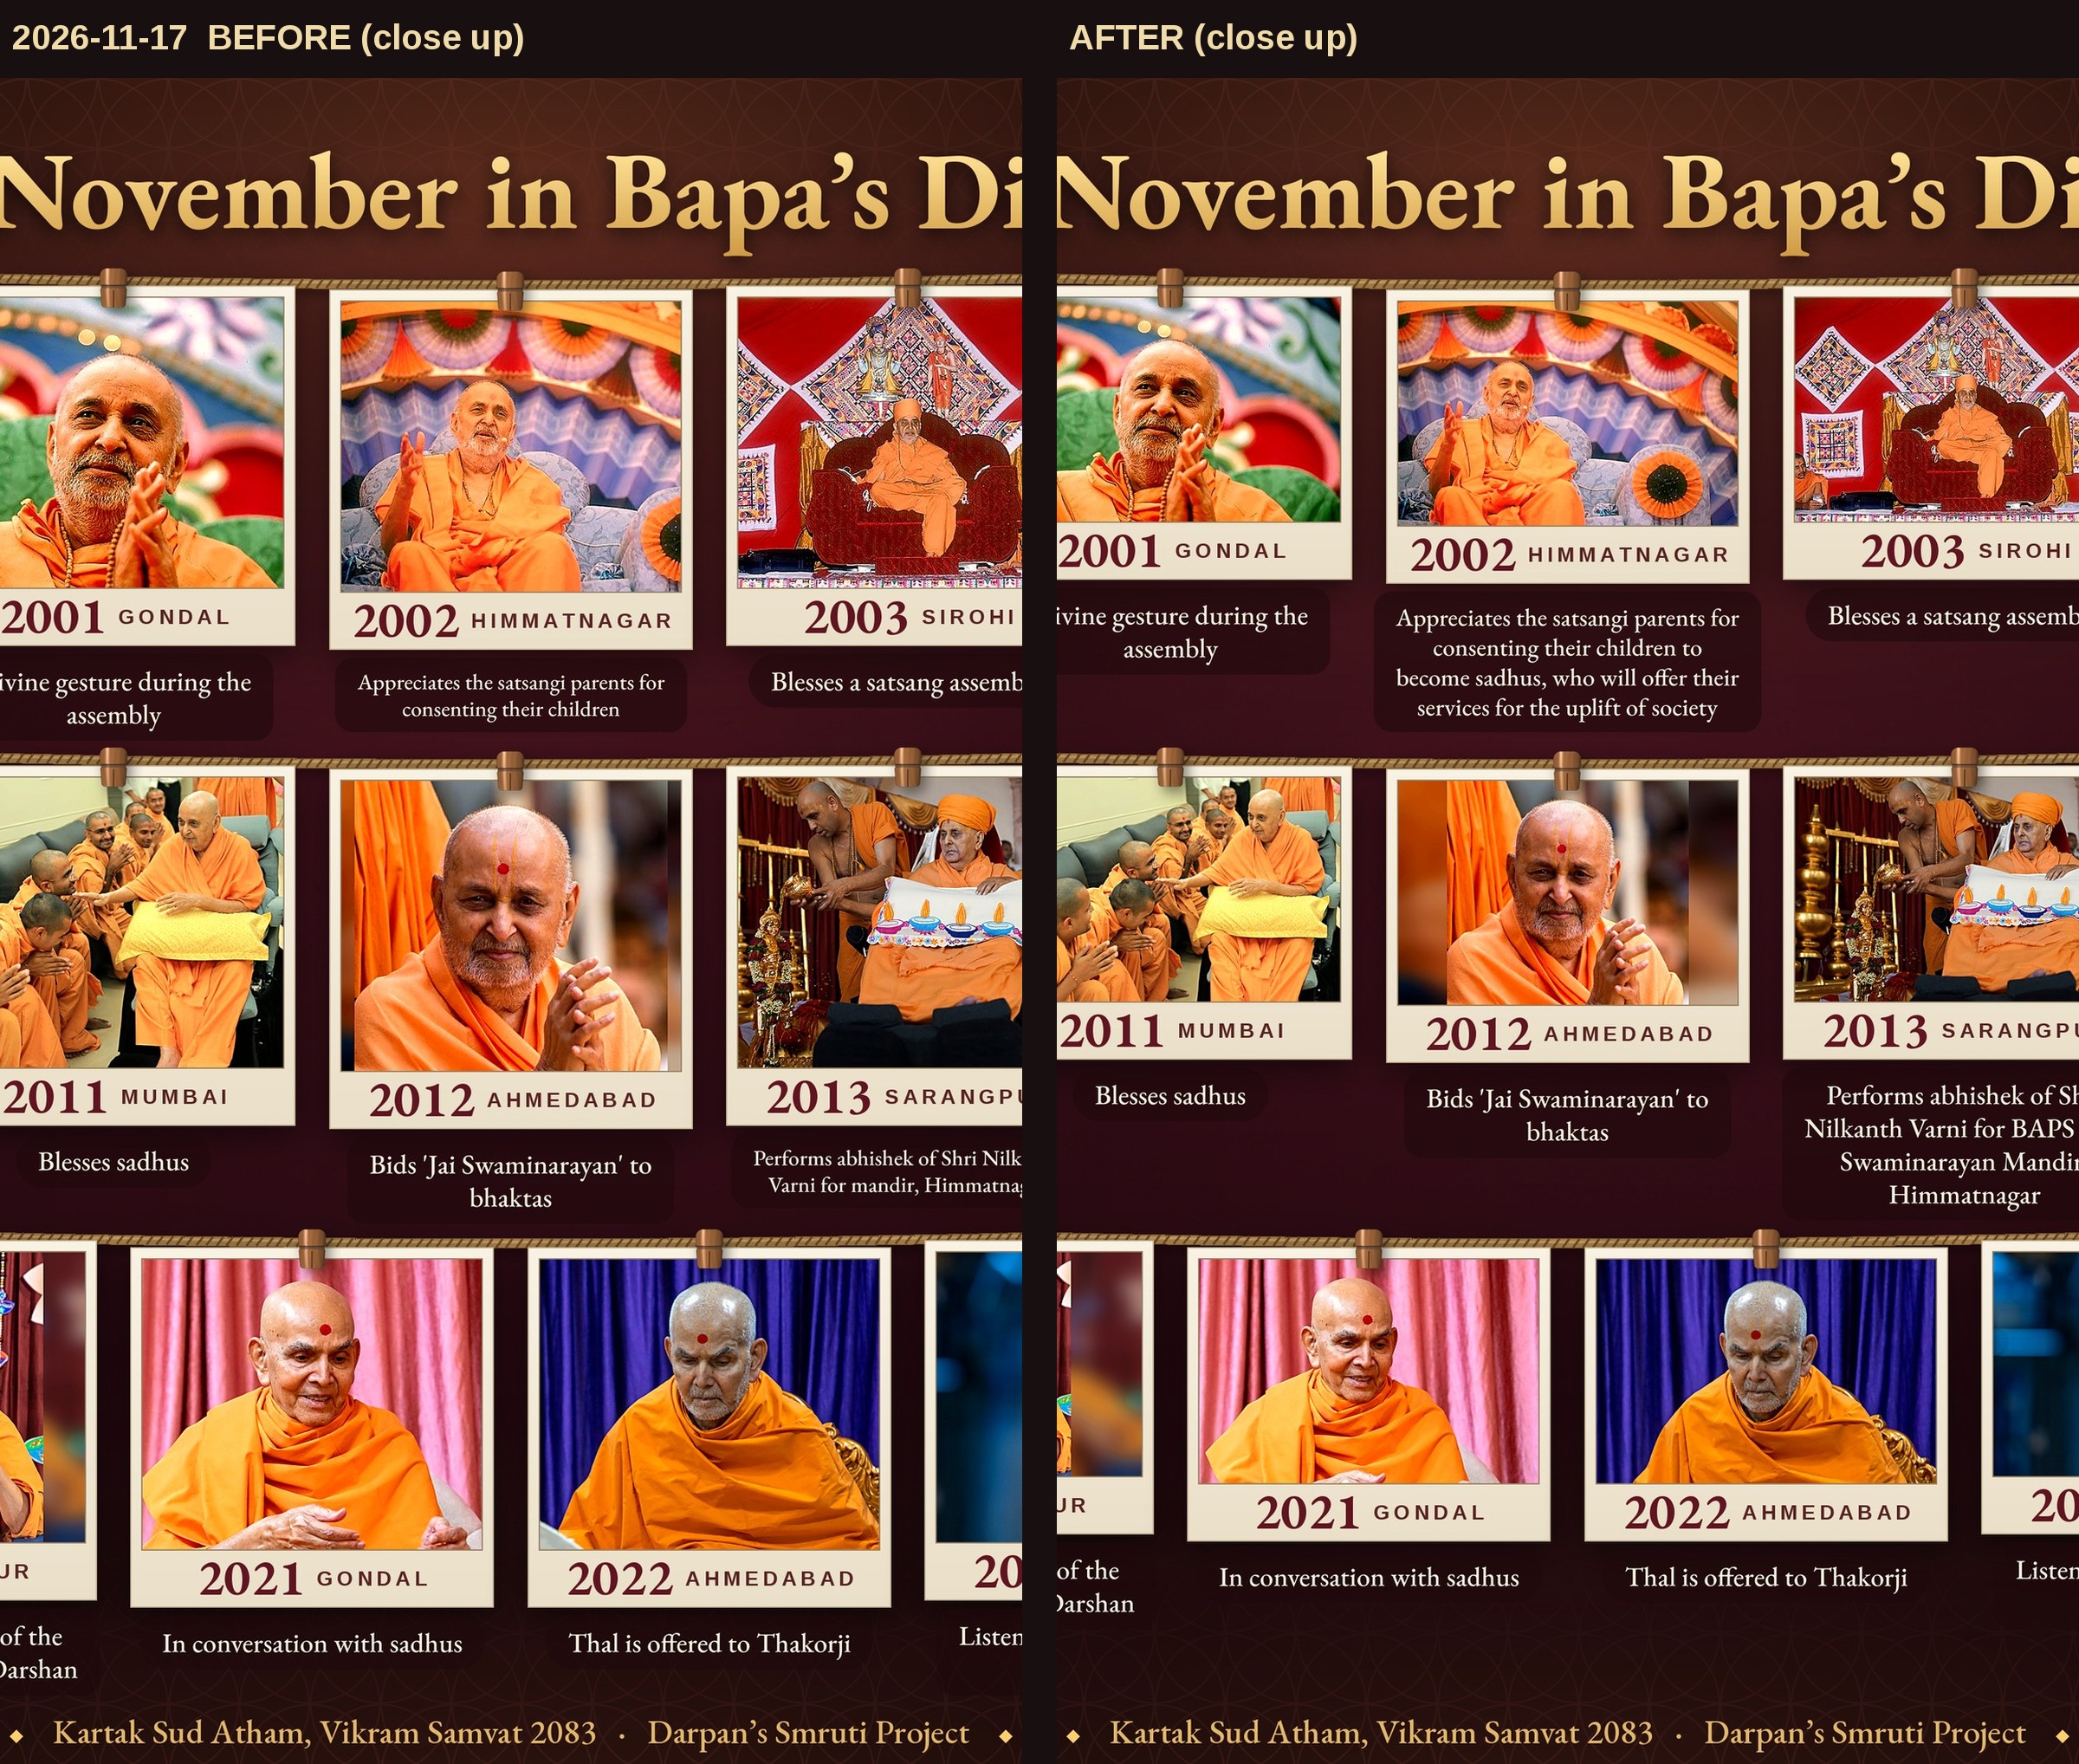 2026-11-17 BEFORE (close up)
November in Bapa’s Di
2001 GONDAL
2002 HIMMATNAGAR
2003 SIROHI
ivine gesture during the
assembly
Appreciates the satsangi parents for
consenting their children
Blesses a satsang assemb
2011 MUMBAI
2012 AHMEDABAD
2013 SARANGPU
Blesses sadhus
Bids 'Jai Swaminarayan' to
bhaktas
Performs abhishek of Shri Nilk
Varni for mandir, Himmatnag
UR
2021 GONDAL
2022 AHMEDABAD
20
of the
Darshan
In conversation with sadhus
Thal is offered to Thakorji
Listen
Kartak Sud Atham, Vikram Samvat 2083 · Darpan’s Smruti Project
AFTER (close up)
November in Bapa’s Di
2001 GONDAL
2002 HIMMATNAGAR
2003 SIROHI
ivine gesture during the
assembly
Appreciates the satsangi parents for
consenting their children to
become sadhus, who will offer their
services for the uplift of society
Blesses a satsang assemb
2011 MUMBAI
2012 AHMEDABAD
2013 SARANGPU
Blesses sadhus
Bids 'Jai Swaminarayan' to
bhaktas
Performs abhishek of Sh
Nilkanth Varni for BAPS
Swaminarayan Mandir
Himmatnagar
UR
2021 GONDAL
2022 AHMEDABAD
20
of the
Darshan
In conversation with sadhus
Thal is offered to Thakorji
Listen
Kartak Sud Atham, Vikram Samvat 2083 · Darpan’s Smruti Project